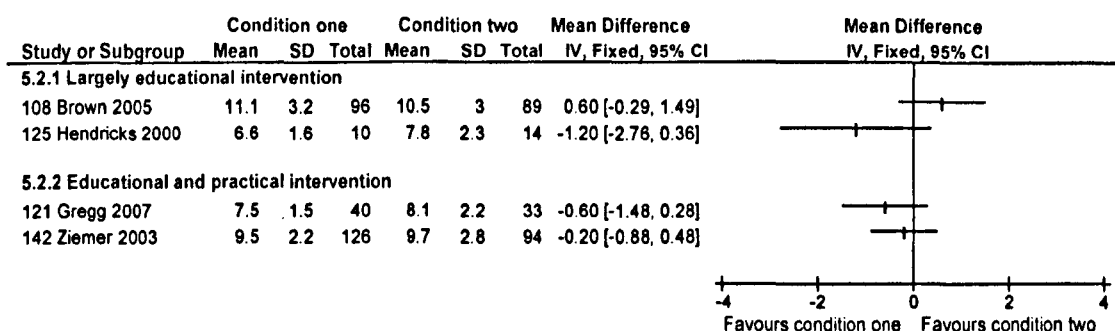 Condition one Condition two Mean Difference Mean Difference
Study or Subgroup Mean SD Total Mean SD Total IV, Fixed, 95% CI IV, Fixed, 95% CI
5.2.1 Largely educational intervention
108 Brown 2005 11.1 3.2 96 10.5 3 89 0.60 [-0.29, 1.49]
125 Hendricks 2000 6.6 1.6 10 7.8 2.3 14 -1.20 [-2.76, 0.36]
5.2.2 Educational and practical intervention
121 Gregg 2007 7.5 1.5 40 8.1 2.2 33 -0.60 [-1.48, 0.28]
142 Ziemer 2003 9.5 2.2 126 9.7 2.8 94 -0.20 [-0.88, 0.48]
-4 -2 0 2 4
Favours condition one Favours condition two